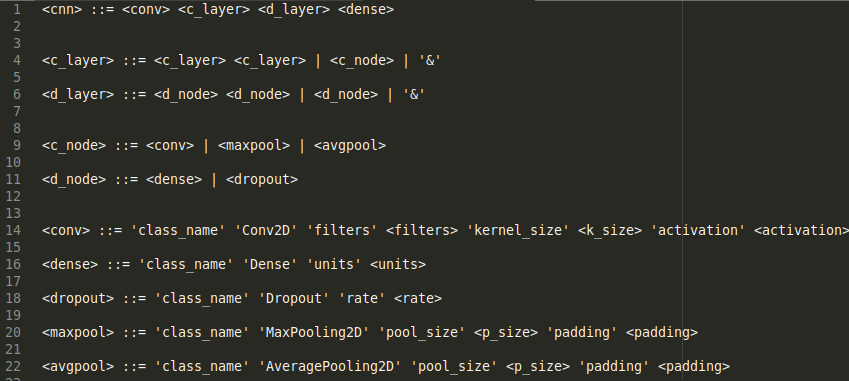 1 <cnn> ::= <conv> <c_layer> <d_layer> <dense>
2
3
4 <c_layer> ::= <c_layer> <c_layer> | <c_node> | '&'
5
6 <d_layer> ::= <d_node> <d_node> | <d_node> | '&'
7
8
9 <c_node> ::= <conv> | <maxpool> | <avgpool>
10
11 <d_node> ::= <dense> | <dropout>
12
13
14 <conv> ::= 'class_name' 'Conv2D' 'filters' <filters> 'kernel_size' <k_size> 'activation' <activation>
15
16 <dense> ::= 'class_name' 'Dense' 'units' <units>
17
18 <dropout> ::= 'class_name' 'Dropout' 'rate' <rate>
19
20 <maxpool> ::= 'class_name' 'MaxPooling2D' 'pool_size' <p_size> 'padding' <padding>
21
22 <avgpool> ::= 'class_name' 'AveragePooling2D' 'pool_size' <p_size> 'padding' <padding>